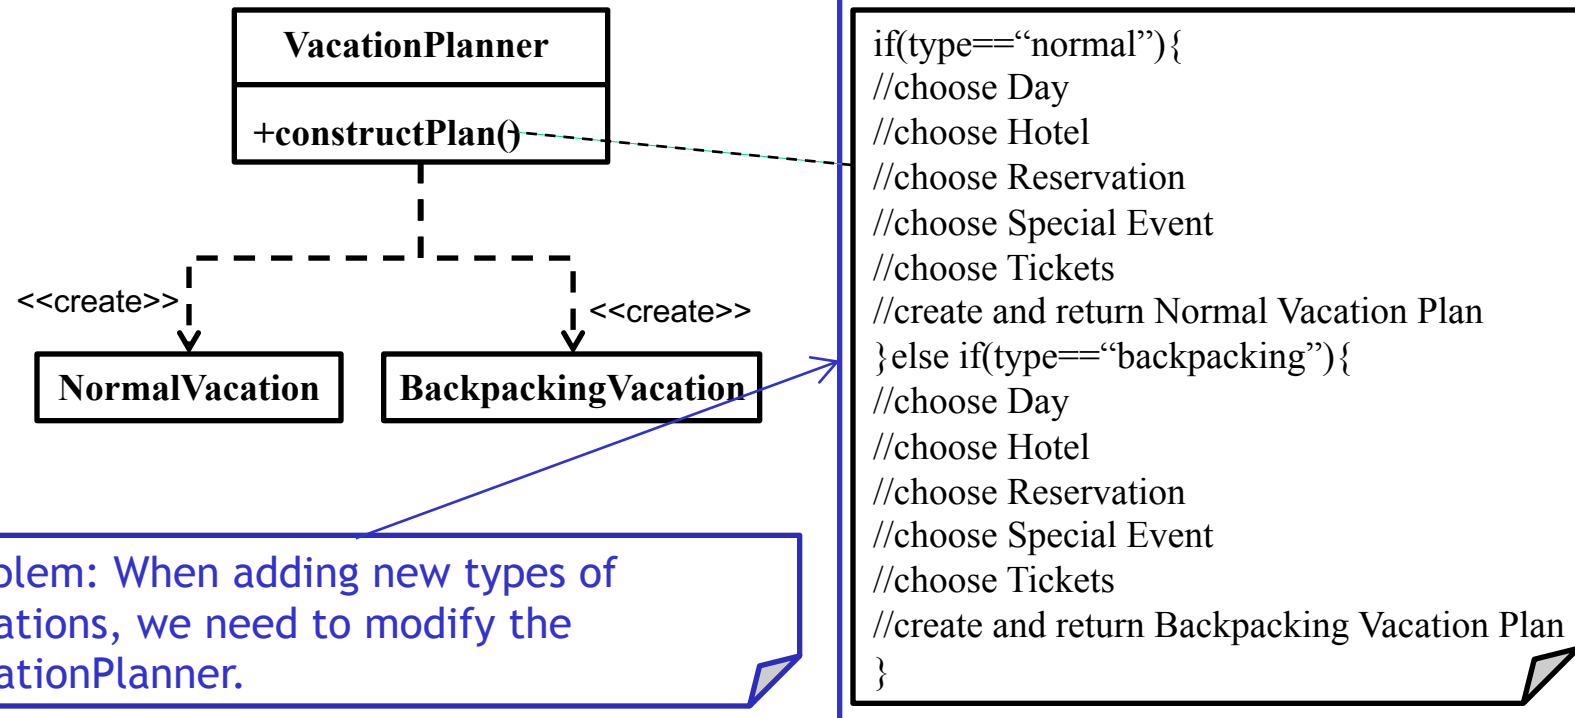 VacationPlanner
+constructPlan()
<<create>>
<<create>>
NormalVacation
BackpackingVacation
blem: When adding new types of
ations, we need to modify the
ationPlanner.
if(type==“normal”){
//choose Day
//choose Hotel
//choose Reservation
//choose Special Event
//choose Tickets
//create and return Normal Vacation Plan
}else if(type==“backpacking”){
//choose Day
//choose Hotel
//choose Reservation
//choose Special Event
//choose Tickets
//create and return Backpacking Vacation Plan
}